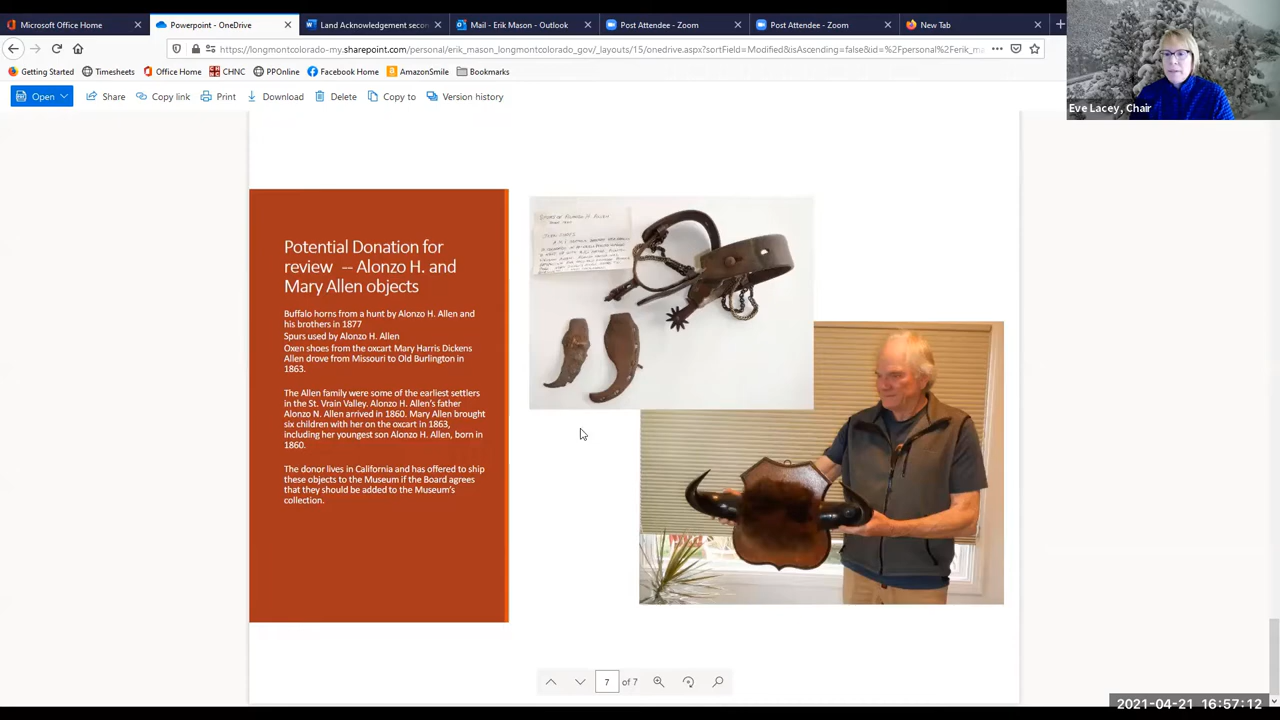 Microsoft Office Home
Powerpoint - OneDrive
Land Acknowledgement secon
Mail - Erik Mason - Outlook
Post Attendee - Zoom
Post Attendee - Zoom
New Tab
https://longmontcolorado-my.sharepoint.com/personal/erik_mason_longmontcolorado_gov/_layouts/15/onedrive.aspx?sortField=Modified&isAscending=false&id=%2Fpersonal%2Ferik_m
Getting Started
Timesheets
Office Home
CHNC
PPOnline
Facebook Home
AmazonSmile
Bookmarks
Eve Lacey, Chair
Open
Share
Copy link
Print
Download
Delete
Copy to
Version history
Potential Donation for
review -- Alonzo H. and
Mary Allen objects
Buffalo horns from a hunt by Alonzo H. Allen and
his brothers in 1877
Spurs used by Alonzo H. Allen
Oxen shoes from the oxcart Mary Harris Dickens
Allen drove from Missouri to Old Burlington in
1863.
The Allen family were some of the earliest settlers
in the St. Vrain Valley. Alonzo H. Allen's father
Alonzo N. Allen arrived in 1860. Mary Allen brought
six children with her on the oxcart in 1863,
including her youngest son Alonzo H. Allen, born in
1860.
The donor lives in California and has offered to ship
these objects to the Museum if the Board agrees
that they should be added to the Museum's
collection.
7 of 7
2021-04-21 16:57:12